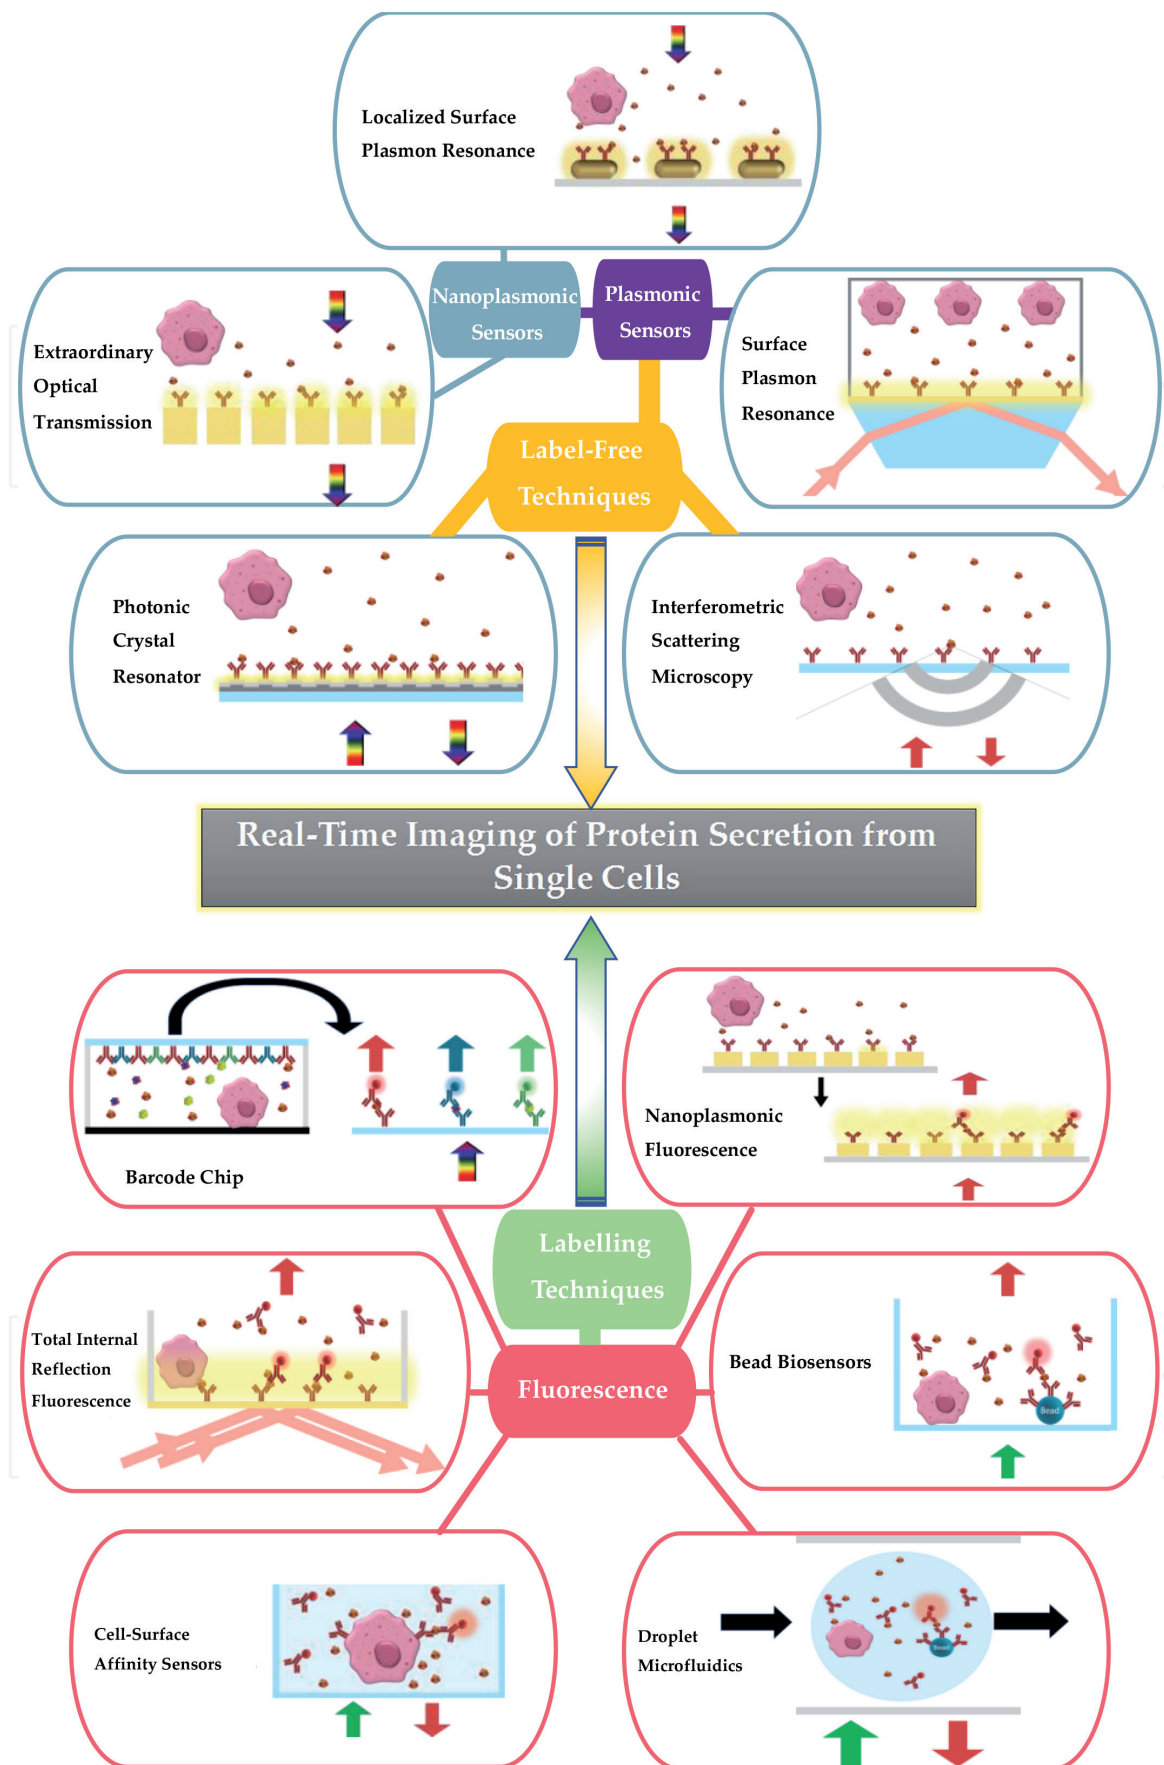 Localized Surface
Plasmon Resonance
Nanoplasmonic
Sensors
Plasmonic
Sensors
Extraordinary
Optical
Transmission
Surface
Plasmon
Resonance
Label-Free
Techniques
Photonic
Crystal
Resonator
Interferometric
Scattering
Microscopy
Real-Time Imaging of Protein Secretion from
Single Cells
Barcode Chip
Nanoplasmonic
Fluorescence
Labelling
Techniques
Total Internal
Reflection
Fluorescence
Fluorescence
Bead Biosensors
Bead
Cell-Surface
Affinity Sensors
Droplet
Microfluidics
Bead